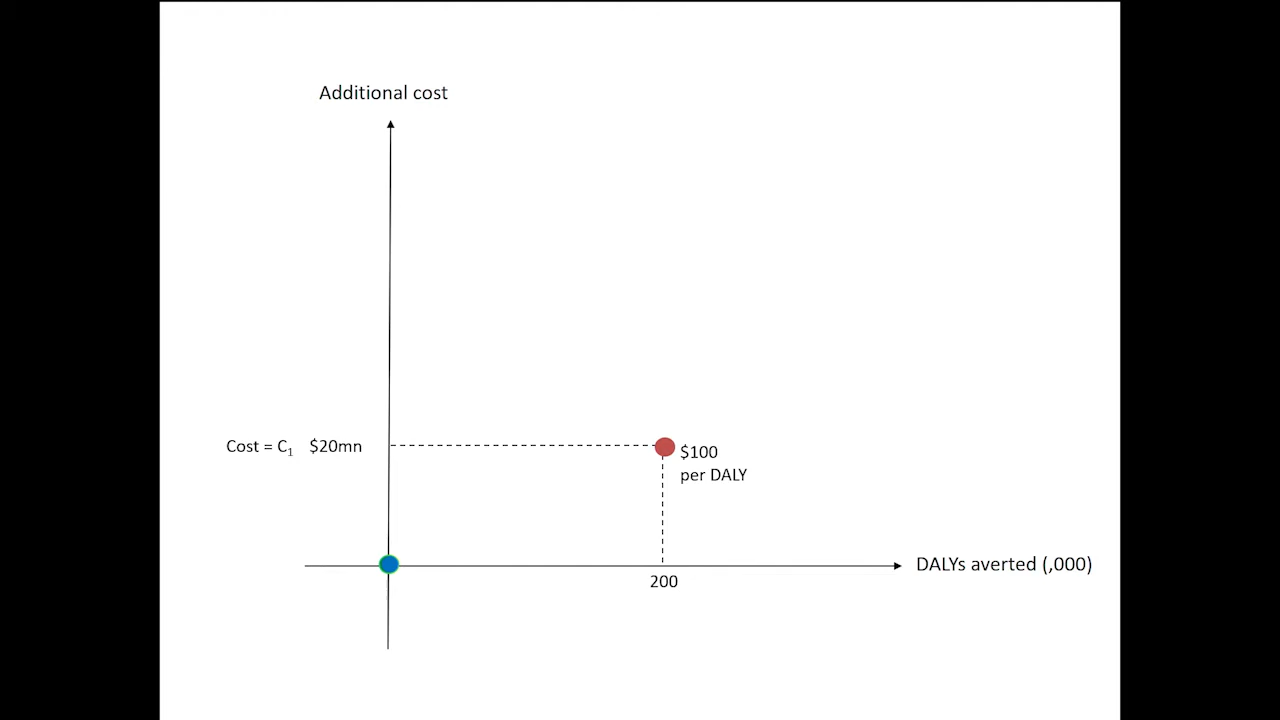 Additional cost
Cost = C₁ $20mn
$100
per DALY
DALYs averted (,000)
200